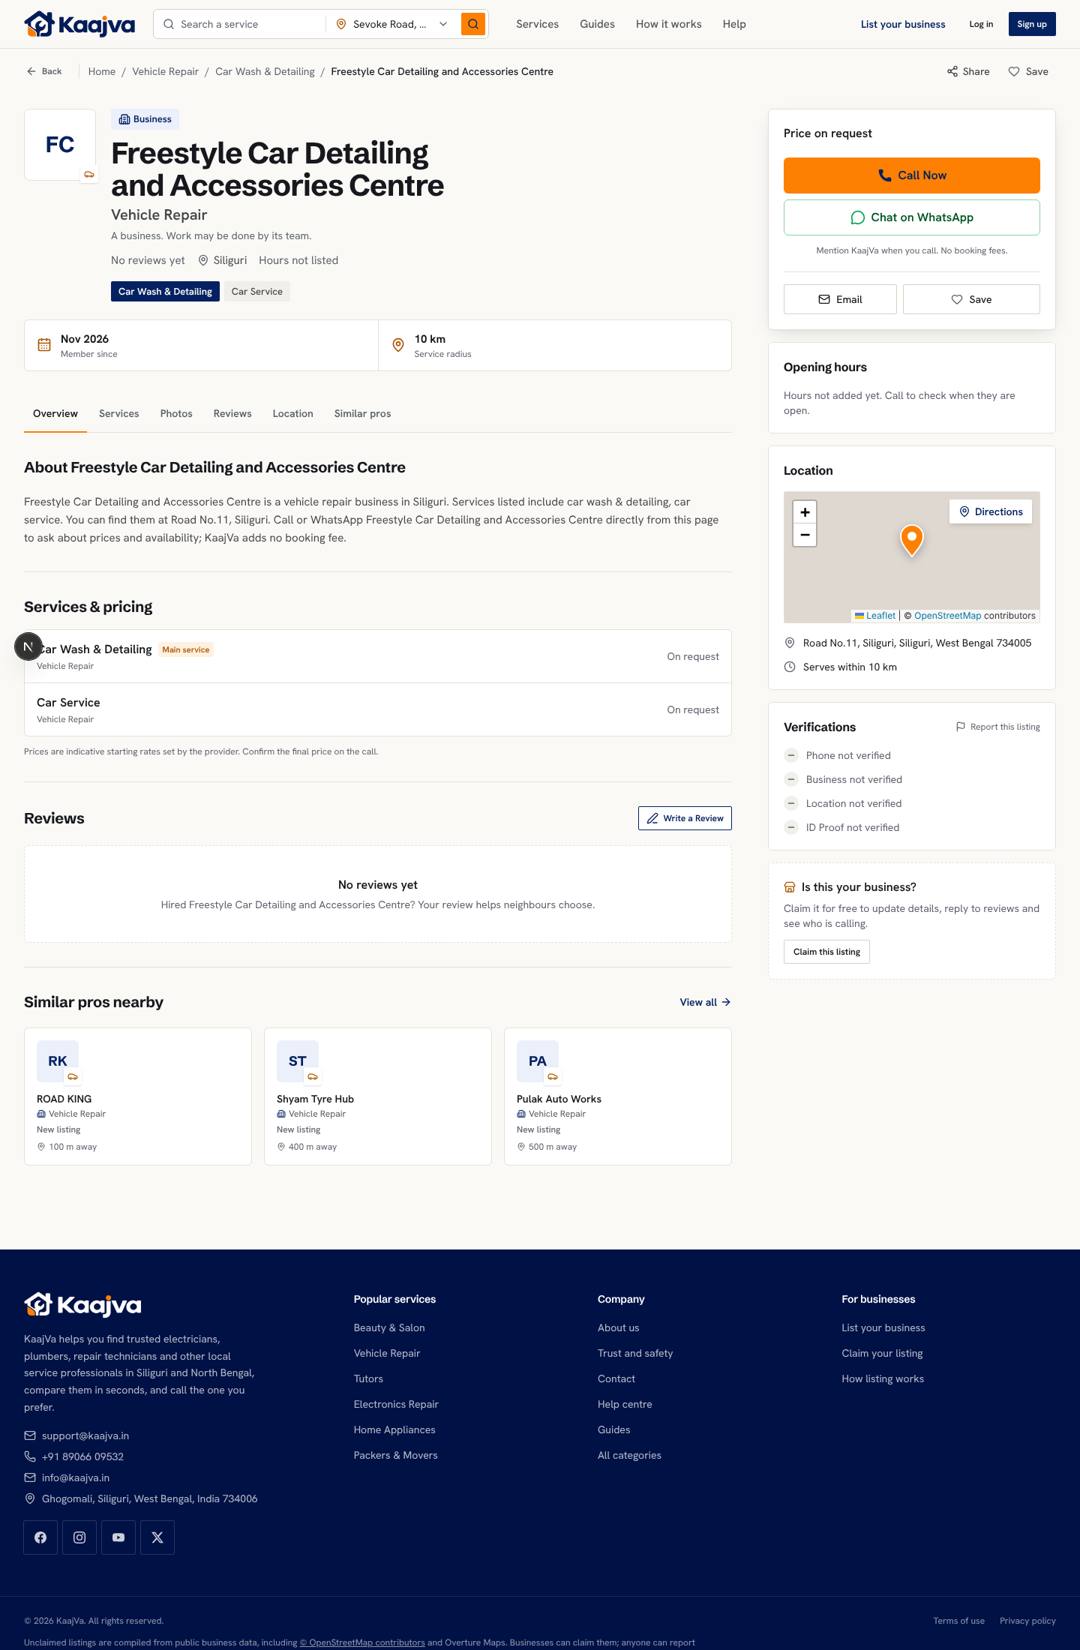 Kaajva
Search a service
Sevoke Road, ...
Services
Guides
How it works
Help
List your business
Log in
Sign up
Back
Home / Vehicle Repair / Car Wash & Detailing / Freestyle Car Detailing and Accessories Centre
Share
Save
FC
Business
Freestyle Car Detailing
and Accessories Centre
Vehicle Repair
A business. Work may be done by its team.
No reviews yet
Siliguri
Hours not listed
Car Wash & Detailing
Car Service
Nov 2026
Member since
10 km
Service radius
Overview
Services
Photos
Reviews
Location
Similar pros
About Freestyle Car Detailing and Accessories Centre
Freestyle Car Detailing and Accessories Centre is a vehicle repair business in Siliguri. Services listed include car wash & detailing, car
service. You can find them at Road No.11, Siliguri. Call or WhatsApp Freestyle Car Detailing and Accessories Centre directly from this page
to ask about prices and availability; KaajVa adds no booking fee.
Services & pricing
N
Car Wash & Detailing
Main service
Vehicle Repair
On request
Car Service
Vehicle Repair
On request
Prices are indicative starting rates set by the provider. Confirm the final price on the call.
Reviews
Write a Review
No reviews yet
Hired Freestyle Car Detailing and Accessories Centre? Your review helps neighbours choose.
Similar pros nearby
View all
RK
ROAD KING
Vehicle Repair
New listing
100 m away
ST
Shyam Tyre Hub
Vehicle Repair
New listing
400 m away
PA
Pulak Auto Works
Vehicle Repair
New listing
500 m away
Price on request
Call Now
Chat on WhatsApp
Mention KaajVa when you call. No booking fees.
Email
Save
Opening hours
Hours not added yet. Call to check when they are
open.
Location
+
−
Directions
Leaflet | © OpenStreetMap contributors
Road No.11, Siliguri, Siliguri, West Bengal 734005
Serves within 10 km
Verifications
Report this listing
Phone not verified
Business not verified
Location not verified
ID Proof not verified
Is this your business?
Claim it for free to update details, reply to reviews and
see who is calling.
Claim this listing
Kaajva
KaajVa helps you find trusted electricians,
plumbers, repair technicians and other local
service professionals in Siliguri and North Bengal,
compare them in seconds, and call the one you
prefer.
support@kaajva.in
+91 89066 09532
info@kaajva.in
Ghogomali, Siliguri, West Bengal, India 734006
Popular services
Beauty & Salon
Vehicle Repair
Tutors
Electronics Repair
Home Appliances
Packers & Movers
Company
About us
Trust and safety
Contact
Help centre
Guides
All categories
For businesses
List your business
Claim your listing
How listing works
© 2026 KaajVa. All rights reserved.
Terms of use
Privacy policy
Unclaimed listings are compiled from public business data, including © OpenStreetMap contributors and Overture Maps. Businesses can claim them; anyone can report